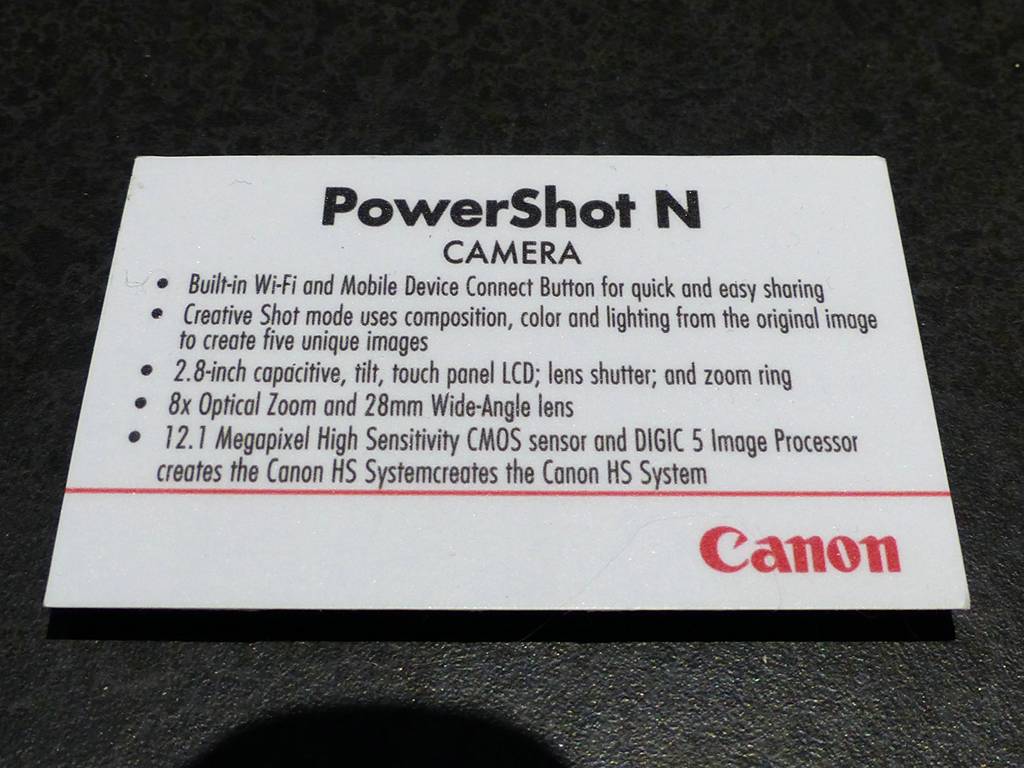 PowerShot N
CAMERA
• Built-in Wi-Fi and Mobile Device Connect Button for quick and easy sharing
• Creative Shot mode uses composition, color and lighting from the original image
to create five unique images
• 2.8-inch capacitive, tilt, touch panel LCD; lens shutter; and zoom ring
• 8x Optical Zoom and 28mm Wide-Angle lens
• 12.1 Megapixel High Sensitivity CMOS sensor and DIGIC 5 Image Processor
creates the Canon HS Systemcreates the Canon HS System
Canon